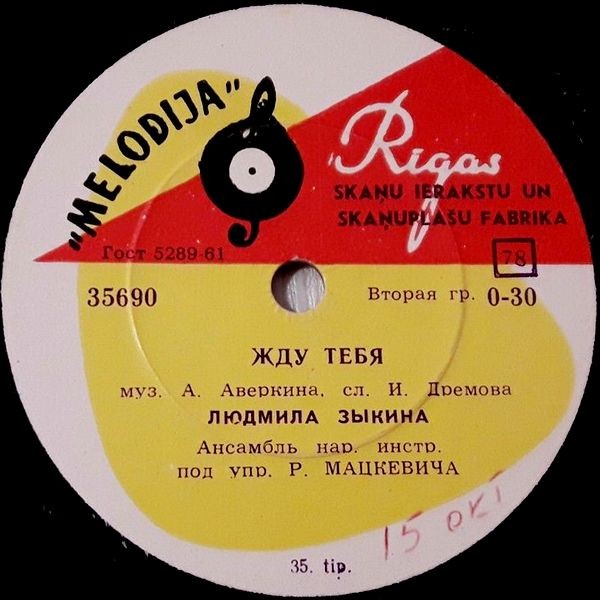 "MELODIJA"
Rigas
SKAŅU IERAKSTU UN
SKAŅUPLAŠU FABRIKA
Гост 5289-61
78
35690
Вторая гр. 0-30
ЖДУ ТЕБЯ
муз. А. Аверкина, сл. И. Дремова
ЛЮДМИЛА ЗЫКИНА
Ансамбль нар. инстр.
под упр. Р. МАЦКЕВИЧА
15 окт
35. tip.